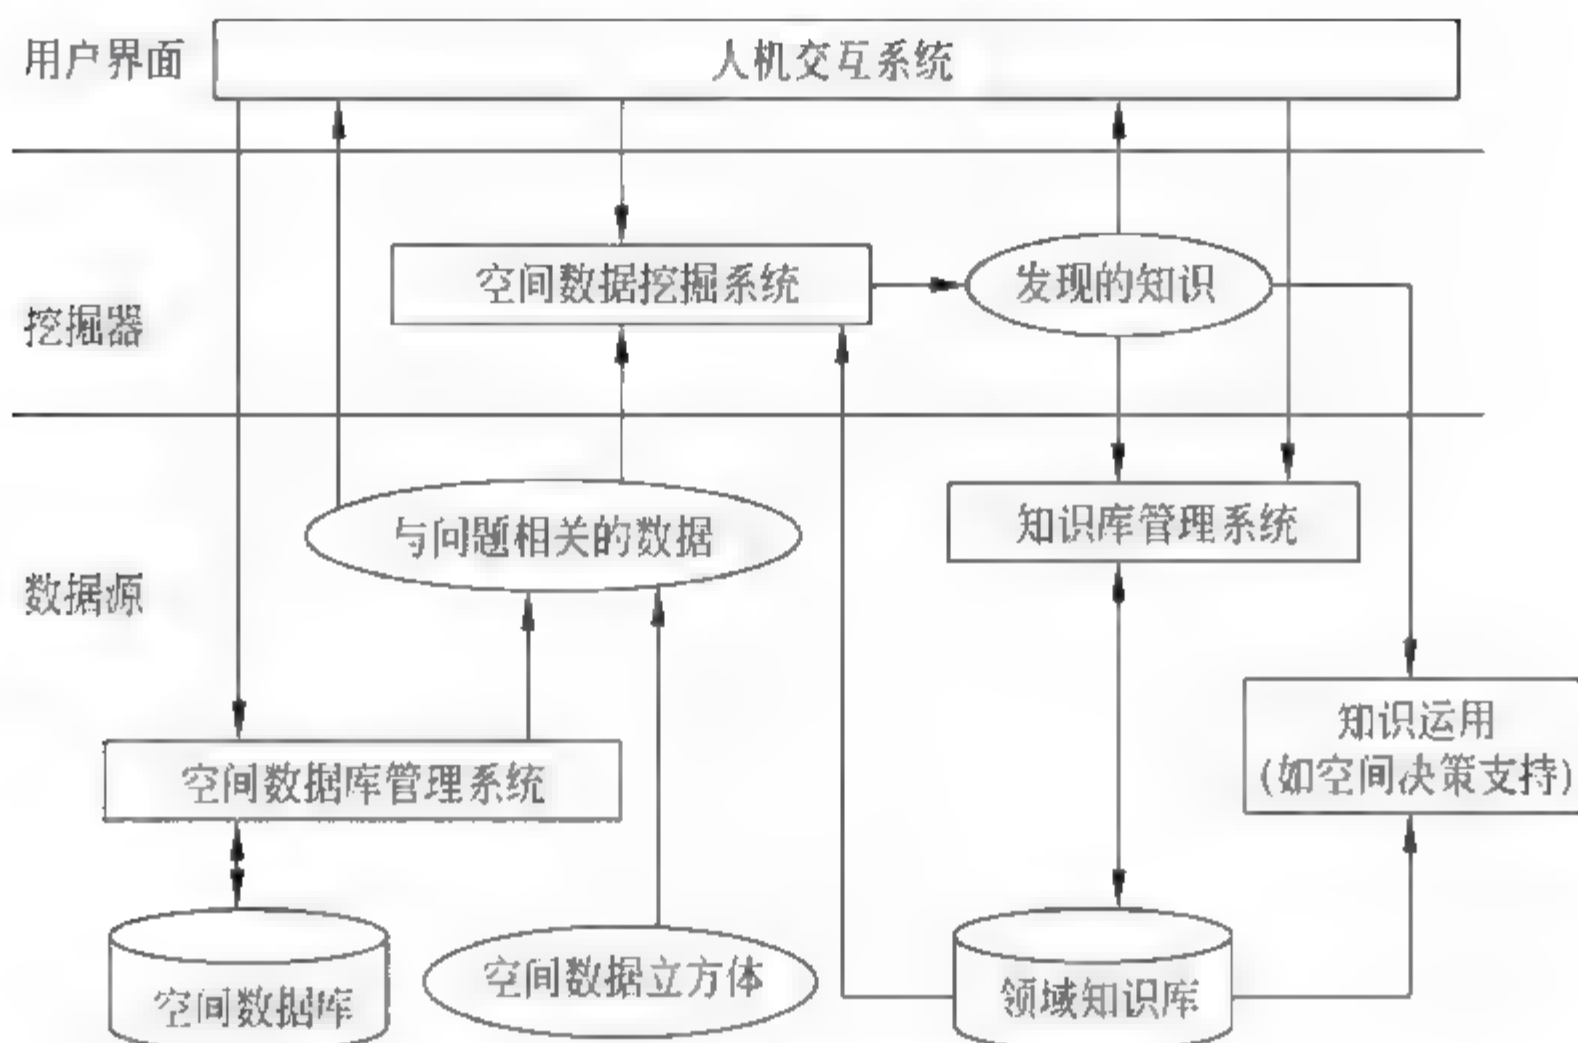 用户界面
人机交互系统
空间数据挖掘系统
发现的知识
挖掘器
与问题相关的数据
知识库管理系统
数据源
知识运用
(如空间决策支持)
空间数据库管理系统
空间数据库
空间数据立方体
领域知识库